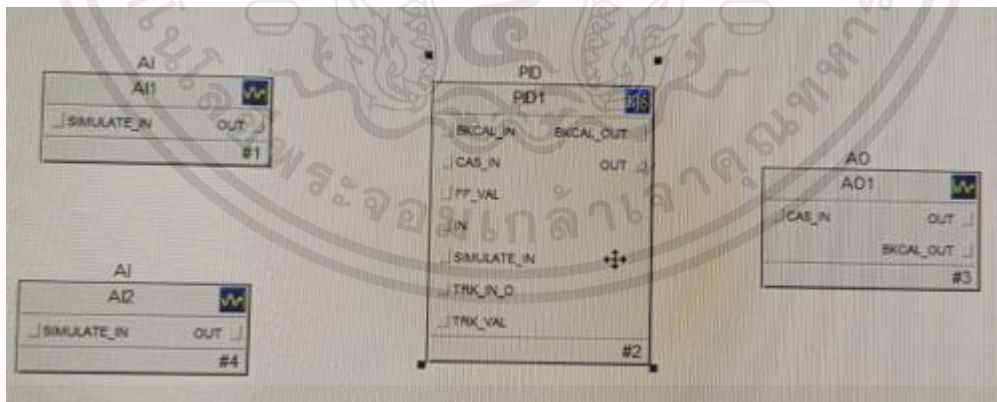 AI
AI1
SIMULATE_IN OUT
#1
PID
PID1
BKCAL_IN BKCAL_OUT
CAS_IN OUT
FF_VAL
IN
SIMULATE_IN
TRK_IN_D
TRK_VAL
#2
AO
AO1
CAS_IN OUT
BKCAL_OUT
#3
AI
AI2
SIMULATE_IN OUT
#4